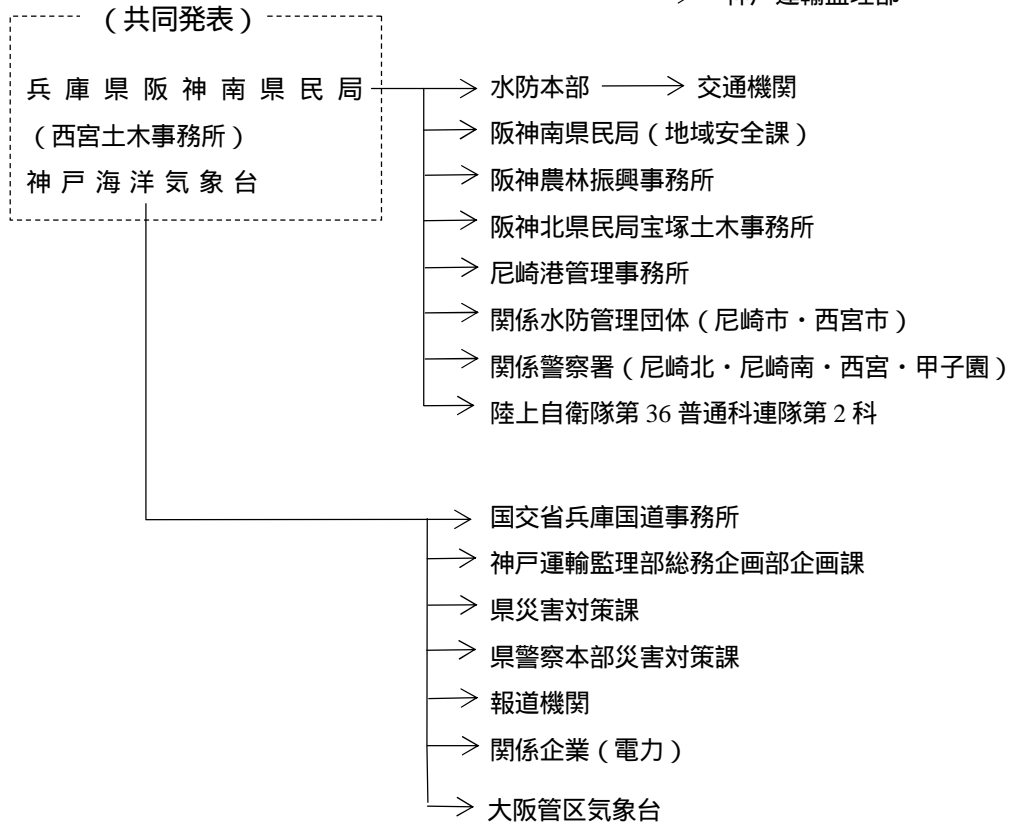 (共同発表)
兵庫県阪神南県民局
(西宮土木事務所)
神戸海洋気象台
水防本部 交通機関
阪神南県民局(地域安全課)
阪神農林振興事務所
阪神北県民局宝塚土木事務所
尼崎港管理事務所
関係水防管理団体(尼崎市・西宮市)
関係警察署(尼崎北・尼崎南・西宮・甲子園)
陸上自衛隊第36普通科連隊第2科
国交省兵庫国道事務所
神戸運輸監理部総務企画部企画課
県災害対策課
県警察本部災害対策課
報道機関
関係企業(電力)
大阪管区気象台